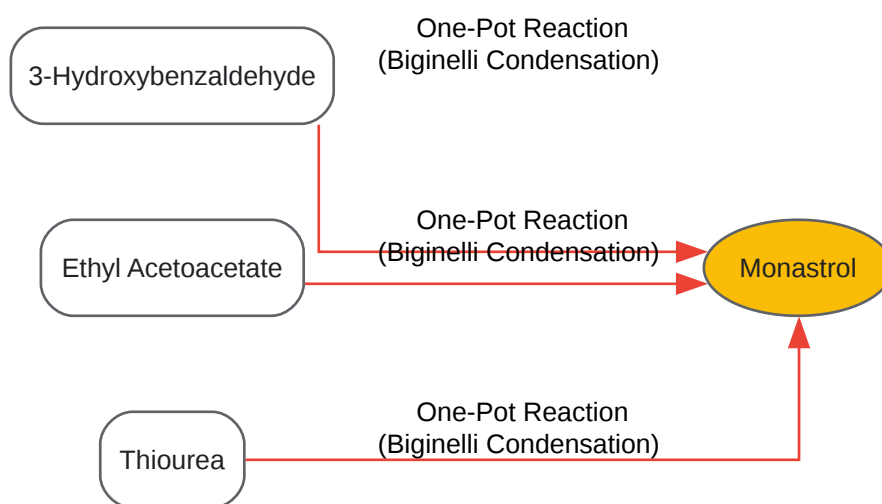 One-Pot Reaction
(Biginelli Condensation)
3-Hydroxybenzaldehyde
One-Pot Reaction
(Biginelli Condensation)
Ethyl Acetoacetate
Monastrol
One-Pot Reaction
(Biginelli Condensation)
Thiourea